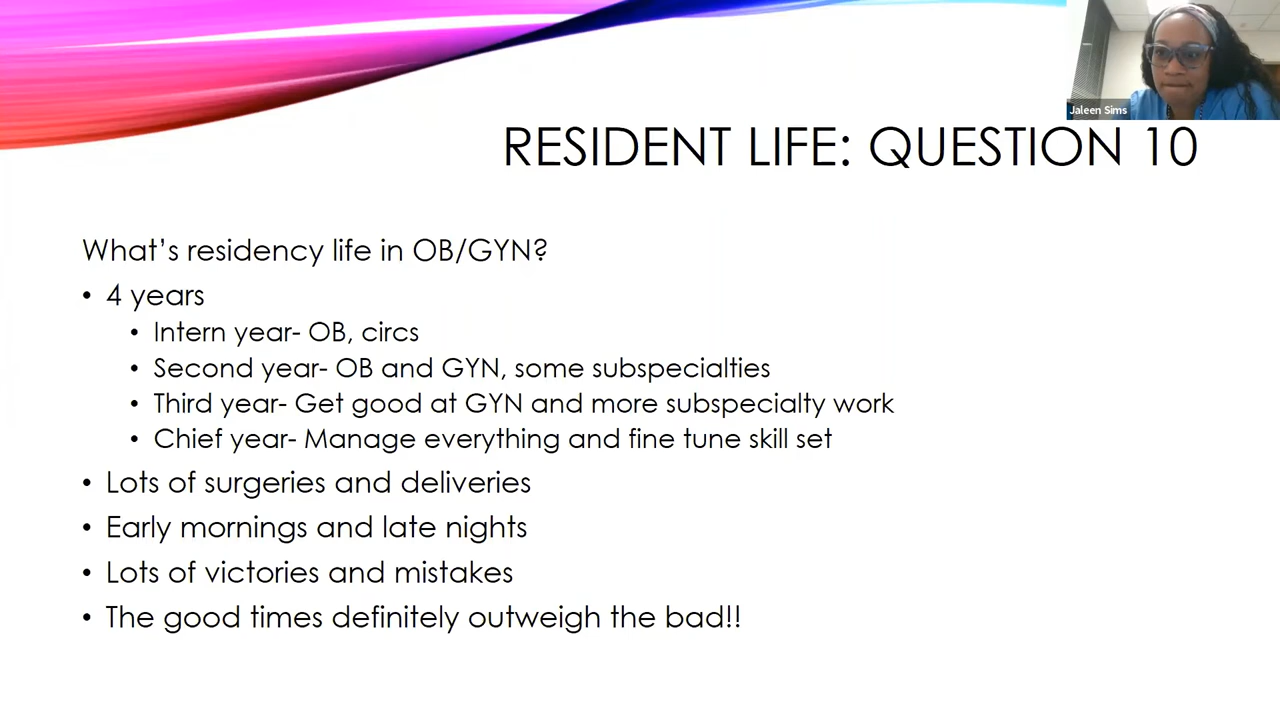 Jaleen Sims
RESIDENT LIFE: QUESTION 10
What's residency life in OB/GYN?
• 4 years
• Intern year- OB, circs
• Second year- OB and GYN, some subspecialties
• Third year- Get good at GYN and more subspecialty work
• Chief year- Manage everything and fine tune skill set
• Lots of surgeries and deliveries
• Early mornings and late nights
• Lots of victories and mistakes
• The good times definitely outweigh the bad!!